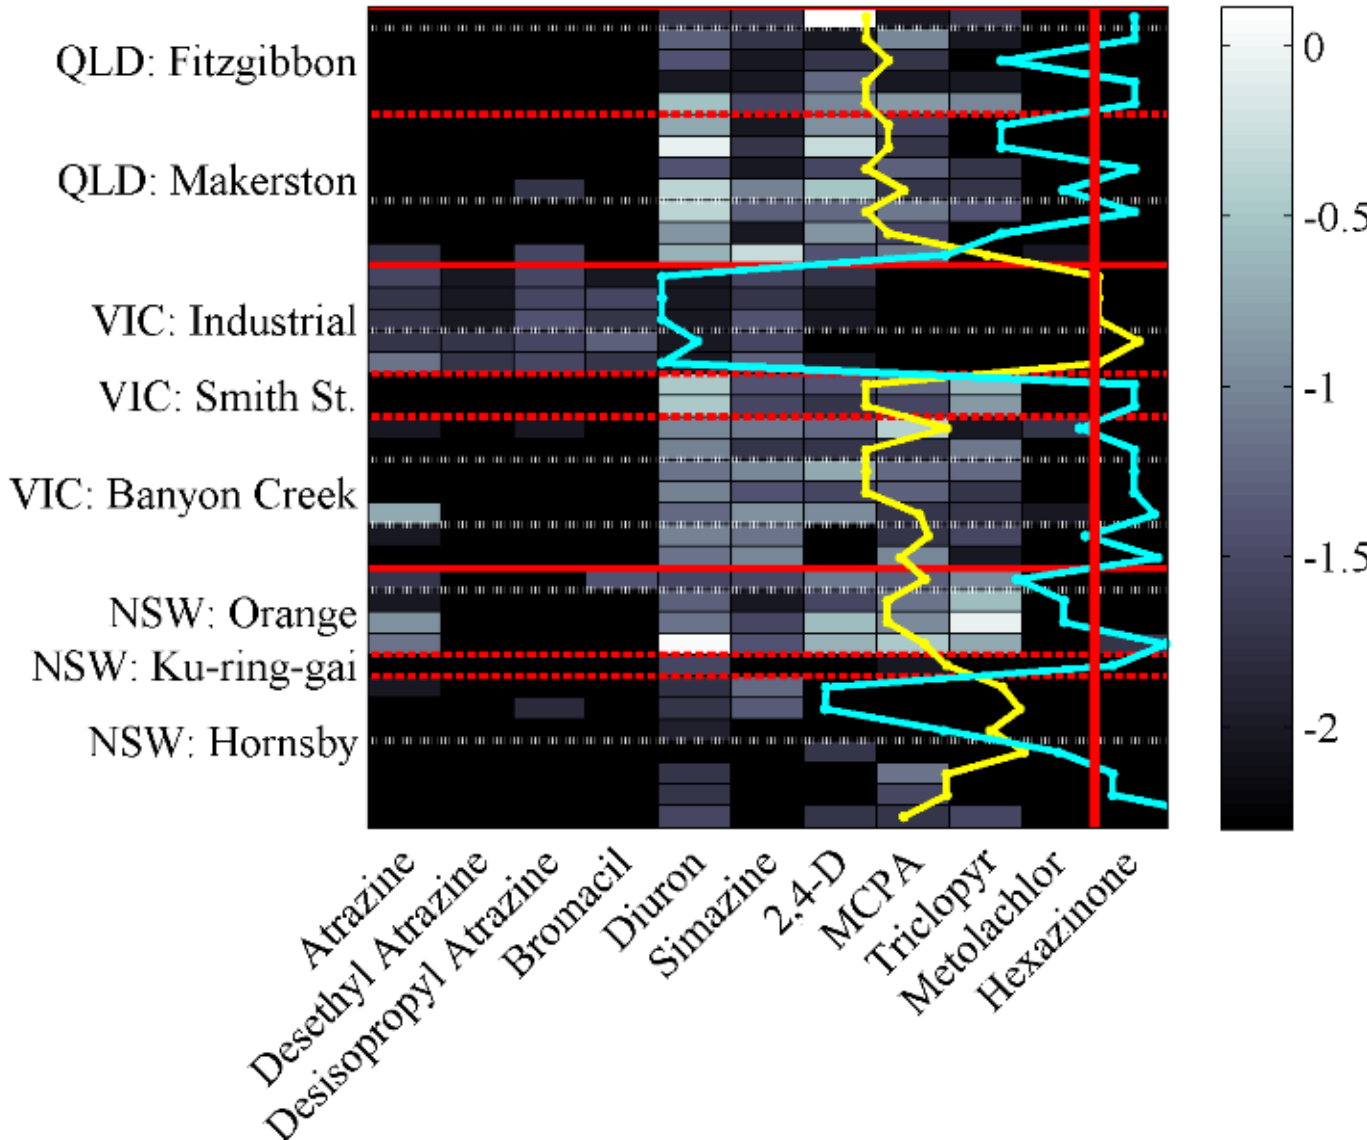 QLD: Fitzgibbon
QLD: Makerston
VIC: Industrial
VIC: Smith St.
VIC: Banyon Creek
NSW: Orange
NSW: Ku-ring-gai
NSW: Hornsby
Atrazine
Desethyl Atrazine
Desisopropyl Atrazine
Bromacil
Diuron
Simazine
2,4-D
MCPA
Triclopyr
Metolachlor
Hexazinone
0
-0.5
-1
-1.5
-2